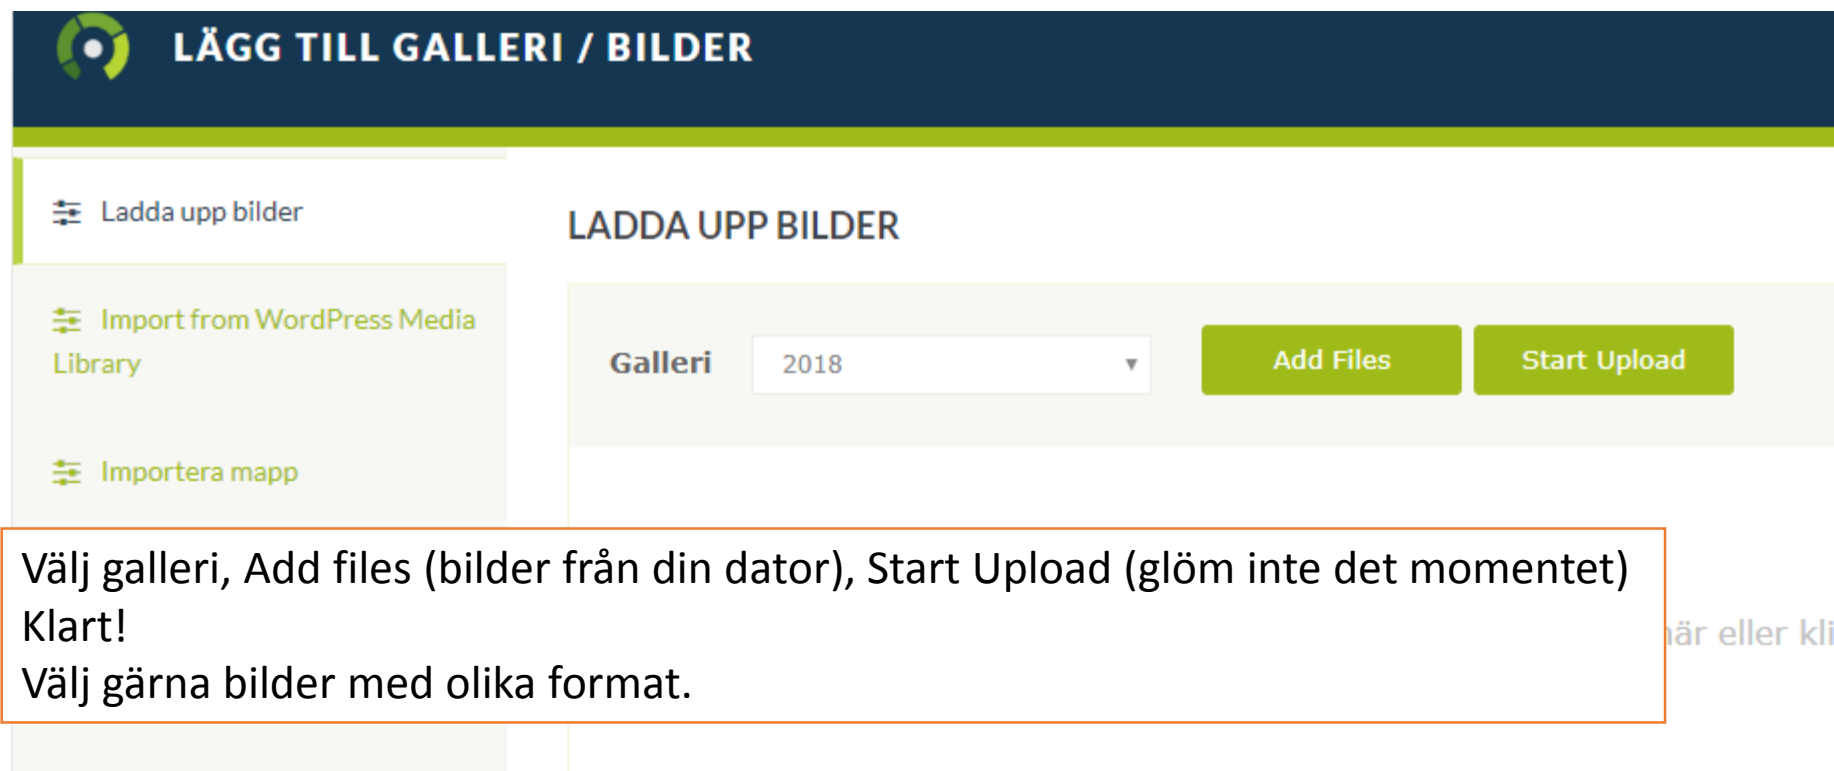 LÄGG TILL GALLERI / BILDER
Ladda upp bilder
Import from WordPress Media
Library
Importera mapp
LADDA UPP BILDER
Galleri 2018 Add Files Start Upload
Välj galleri, Add files (bilder från din dator), Start Upload (glöm inte det momentet)
Klart!
Välj gärna bilder med olika format.
eller